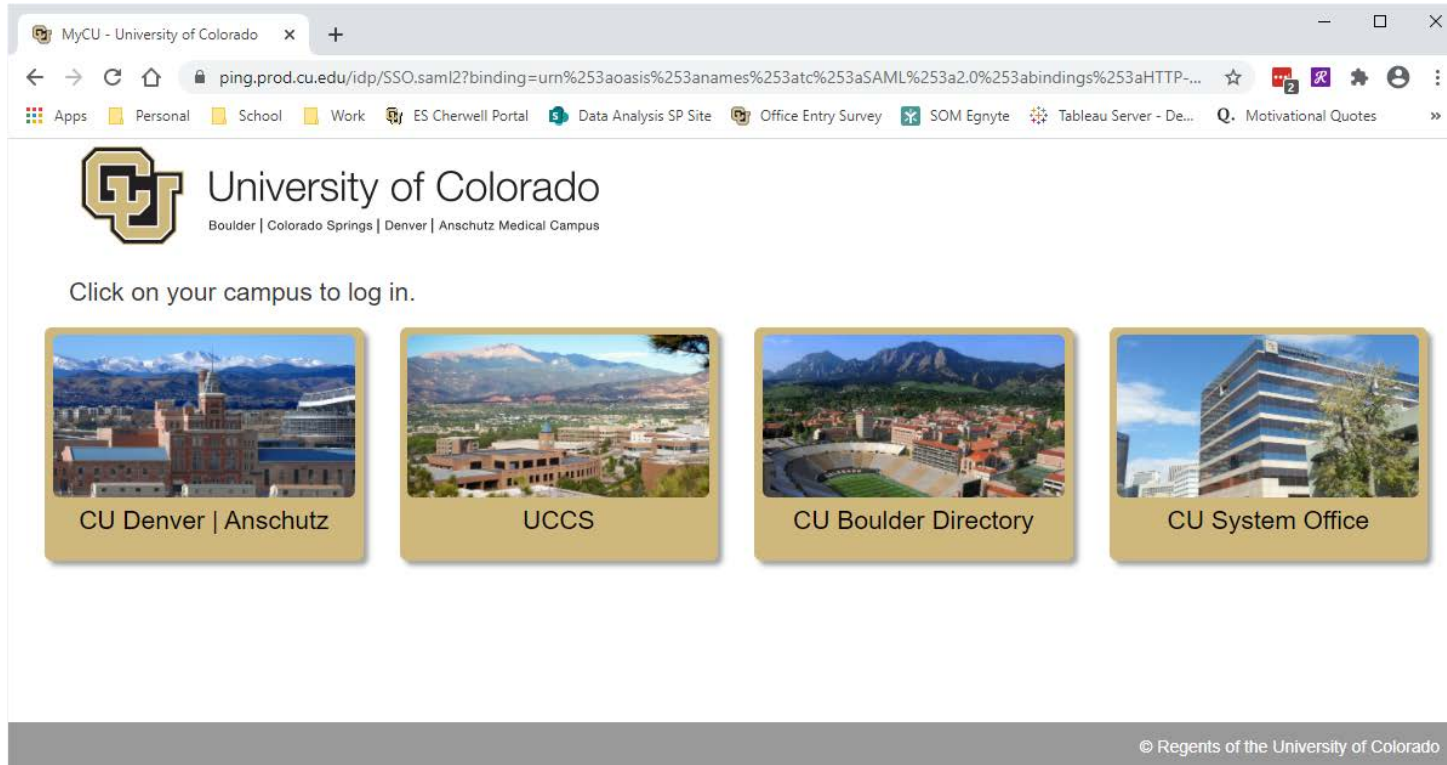 MyCU - University of Colorado
ping.prod.cu.edu/idp/SSO.saml2?binding=urn%253aoasis%253anames%253atc%253aSAML%253a2.0%253abindings%253aHTTP-...
2
Apps Personal School Work ES Cherwell Portal Data Analysis SP Site Office Entry Survey SOM Egnyte Tableau Server - De... Q. Motivational Quotes »
CU University of Colorado
Boulder | Colorado Springs | Denver | Anschutz Medical Campus
Click on your campus to log in.
CU Denver | Anschutz UCCS CU Boulder Directory CU System Office
© Regents of the University of Colorado